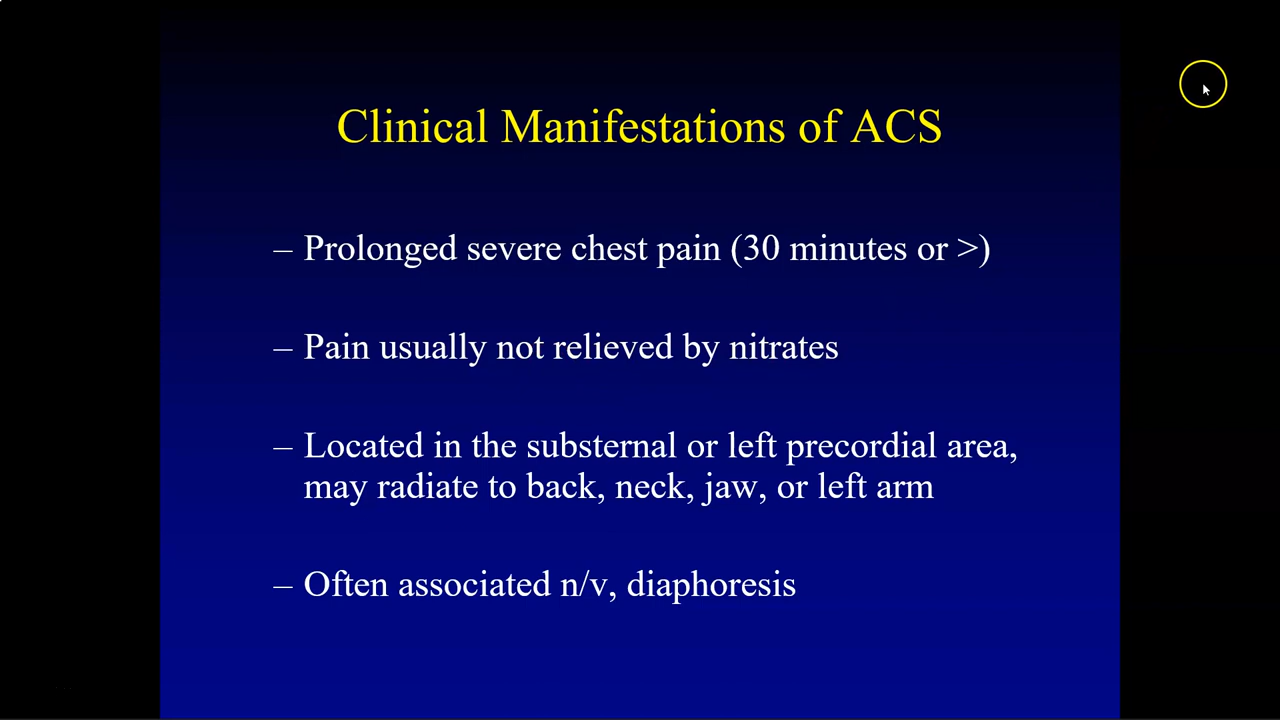 Clinical Manifestations of ACS
– Prolonged severe chest pain (30 minutes or >)
– Pain usually not relieved by nitrates
– Located in the substernal or left precordial area,
may radiate to back, neck, jaw, or left arm
– Often associated n/v, diaphoresis